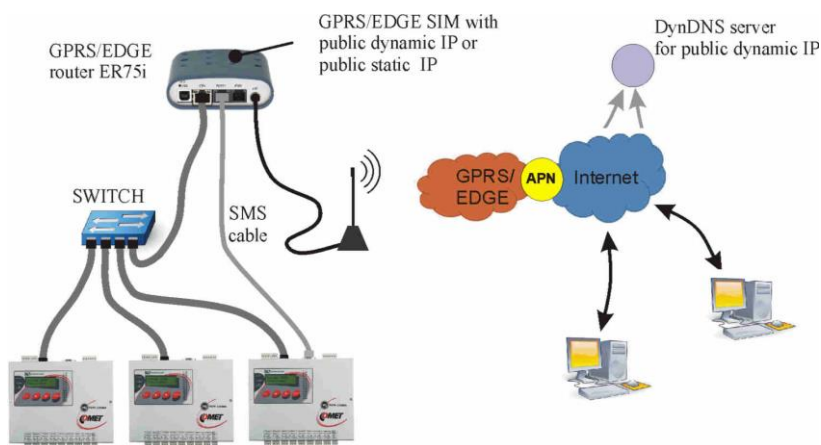 GPRS/EDGE
router ER75i
GPRS/EDGE SIM with
public dynamic IP or
public static IP
DynDNS server
for public dynamic IP
GPRS/
EDGE
APN
Internet
SWITCH
SMS
cable
COMET
COMET
COMET